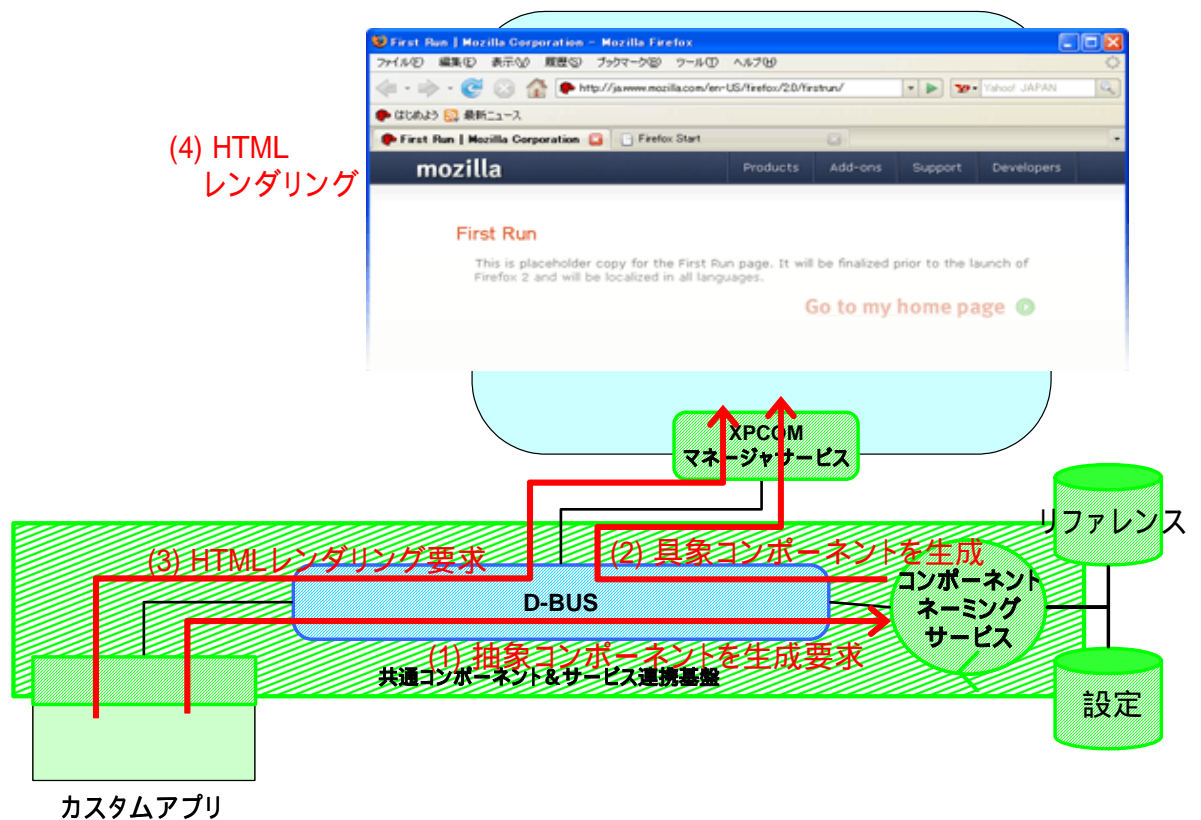 First Run | Mozilla Corporation - Mozilla Firefox
ファイル(F) 編集(E) 表示(V) 履歴(S) ブックマーク(B) ツール(T) ヘルプ(H)
http://ja.www.mozilla.com/en-US/firefox/2.0/firstrun/ Yahoo! JAPAN
はじめよう 最新ニュース
First Run | Mozilla Corporation Firefox Start
mozilla Products Add-ons Support Developers
(4) HTML
レンダリング
First Run
This is placeholder copy for the First Run page. It will be finalized prior to the launch of
Firefox 2 and will be localized in all languages.
Go to my home page
XPCOM
マネージャサービス
リファレンス
(3) HTMLレンダリング要求
(2) 具象コンポーネントを生成
コンポーネント
ネーミング
サービス
D-BUS
(1) 抽象コンポーネントを生成要求
共通コンポーネント&サービス連携基盤
設定
カスタムアプリ